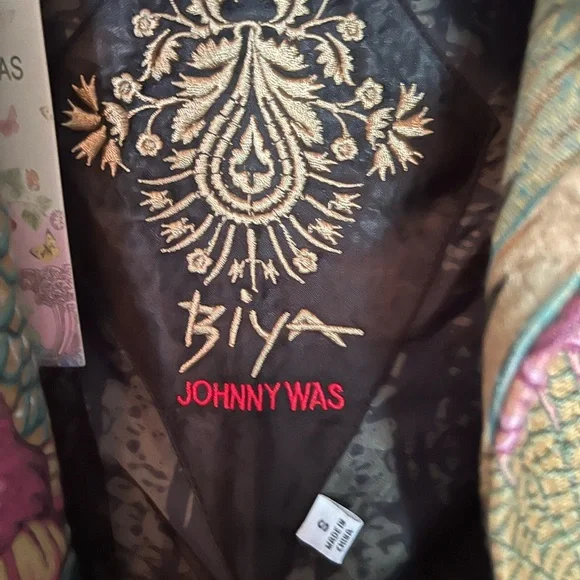 AS
Biya
JOHNNY WAS
S
MADE IN
CHINA